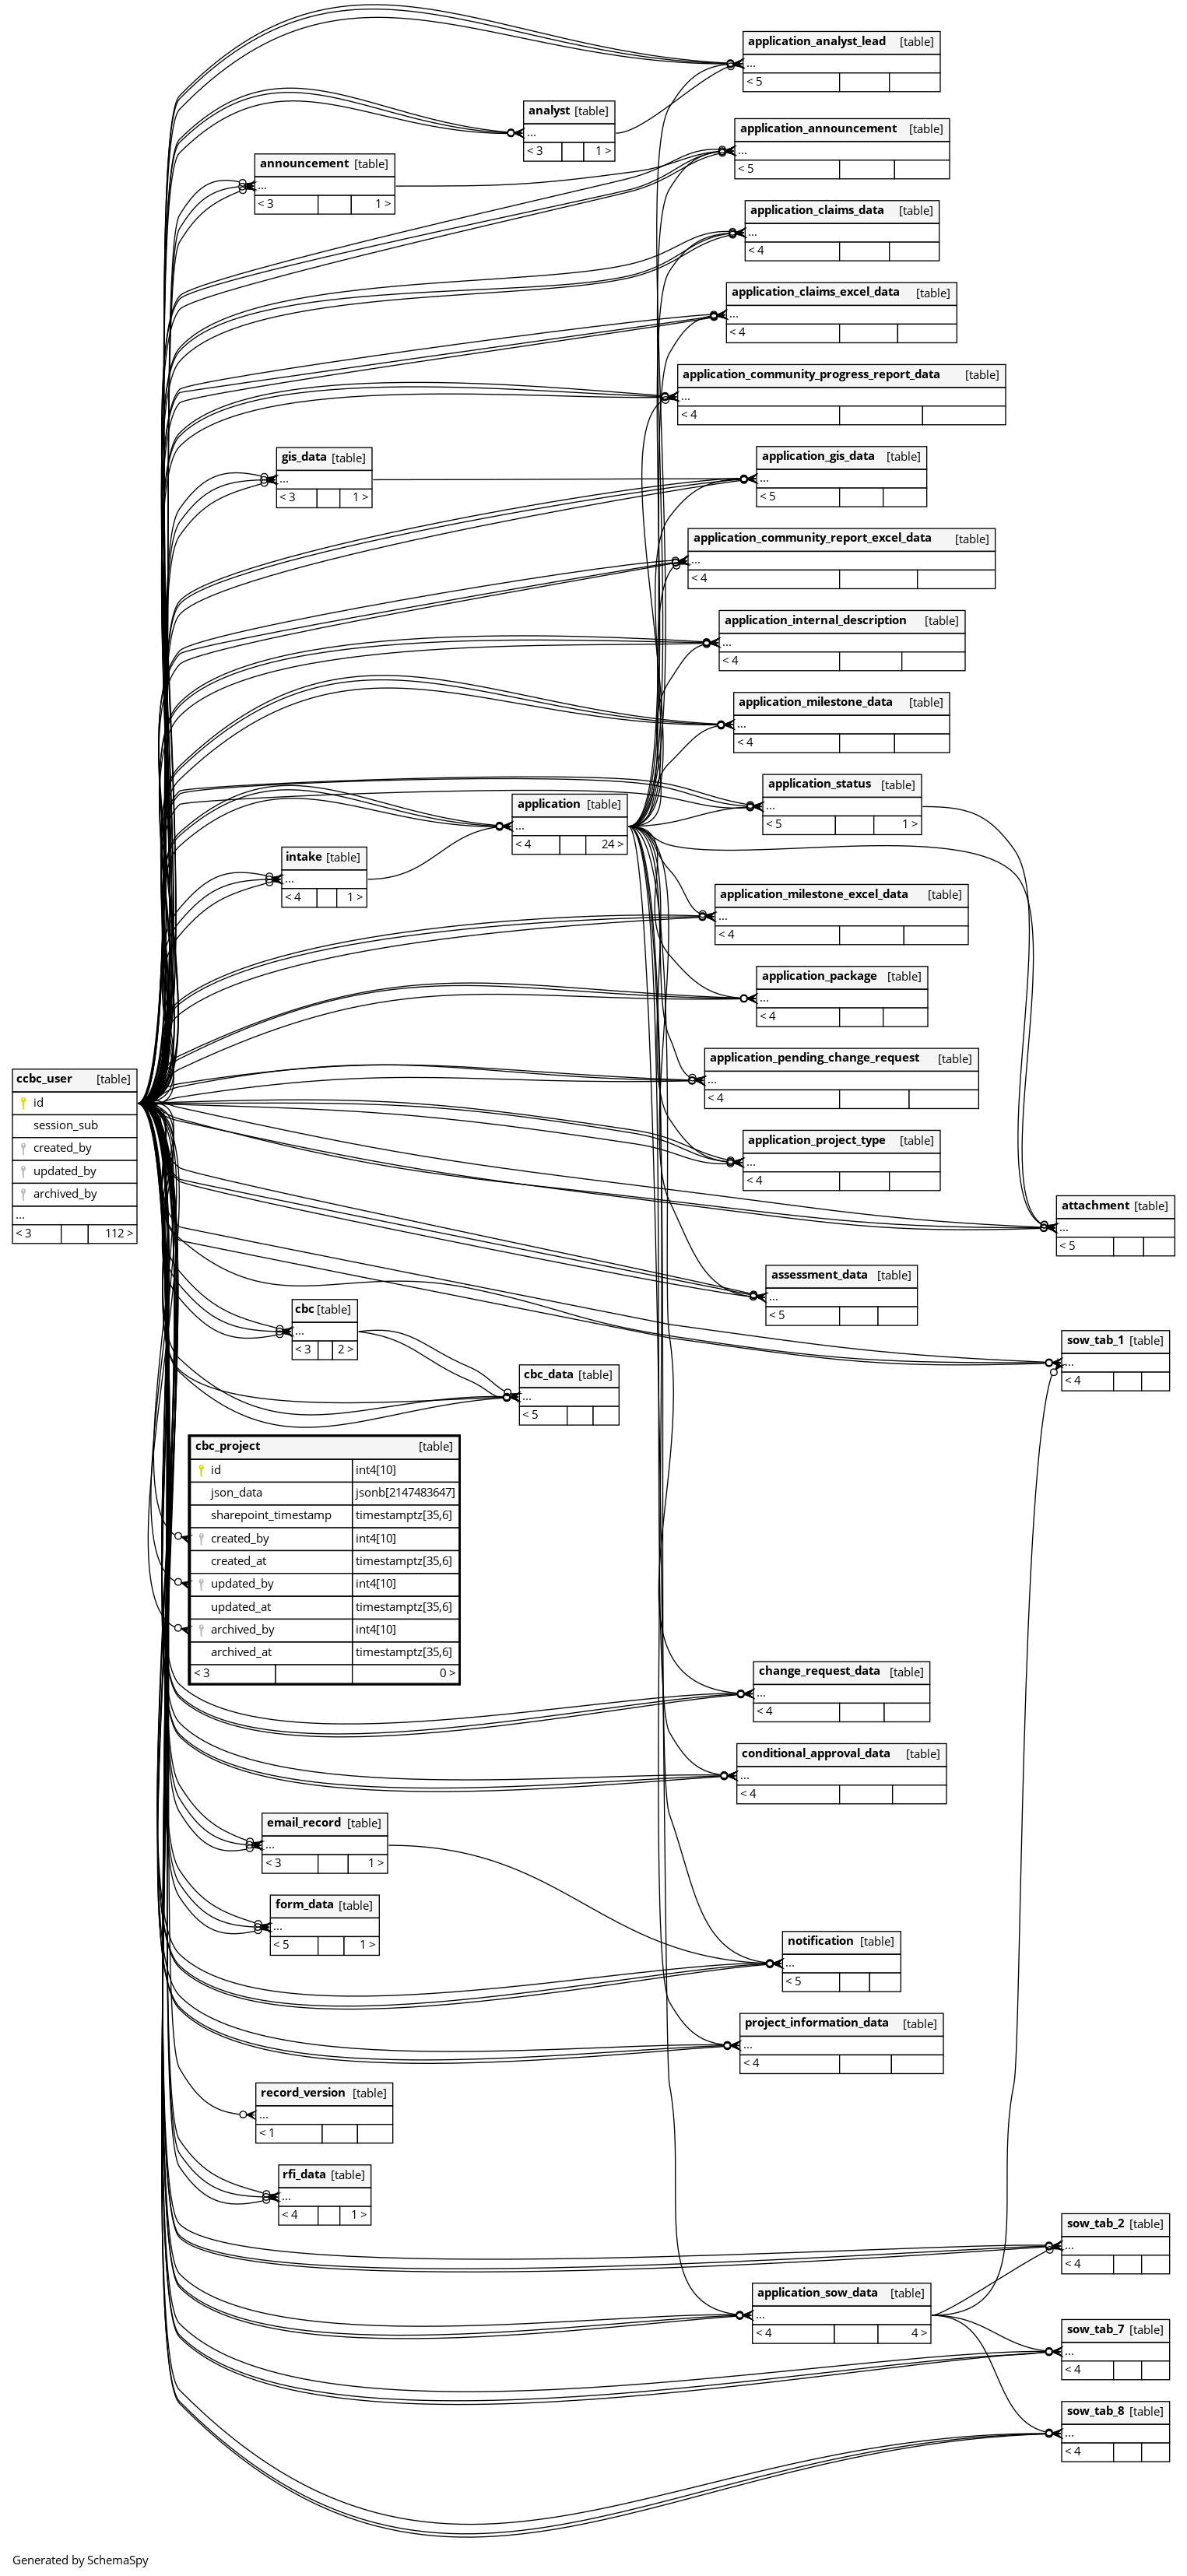 application_analyst_lead [table]
...
< 5
analyst [table]
...
< 3 1 >
application_announcement [table]
...
< 5
announcement [table]
...
< 3 1 >
application_claims_data [table]
...
< 4
application_claims_excel_data [table]
...
< 4
application_community_progress_report_data [table]
...
< 4
gis_data [table]
...
< 3 1 >
application_gis_data [table]
...
< 5
application_community_report_excel_data [table]
...
< 4
application_internal_description [table]
...
< 4
application_milestone_data [table]
...
< 4
application_status [table]
...
< 5 1 >
application [table]
...
< 4 24 >
intake [table]
...
< 4 1 >
application_milestone_excel_data [table]
...
< 4
application_package [table]
...
< 4
application_pending_change_request [table]
...
< 4
ccbc_user [table]
id
session_sub
created_by
updated_by
archived_by
...
< 3 112 >
application_project_type [table]
...
< 4
attachment [table]
...
< 5
assessment_data [table]
...
< 5
cbc [table]
...
< 3 2 >
sow_tab_1 [table]
...
< 4
cbc_data [table]
...
< 5
cbc_project [table]
id int4[10]
json_data jsonb[2147483647]
sharepoint_timestamp timestamptz[35,6]
created_by int4[10]
created_at timestamptz[35,6]
updated_by int4[10]
updated_at timestamptz[35,6]
archived_by int4[10]
archived_at timestamptz[35,6]
< 3 0 >
change_request_data [table]
...
< 4
conditional_approval_data [table]
...
< 4
email_record [table]
...
< 3 1 >
form_data [table]
...
< 5 1 >
notification [table]
...
< 5
project_information_data [table]
...
< 4
record_version [table]
...
< 1
rfi_data [table]
...
< 4 1 >
sow_tab_2 [table]
...
< 4
application_sow_data [table]
...
< 4 4 >
sow_tab_7 [table]
...
< 4
sow_tab_8 [table]
...
< 4
Generated by SchemaSpy